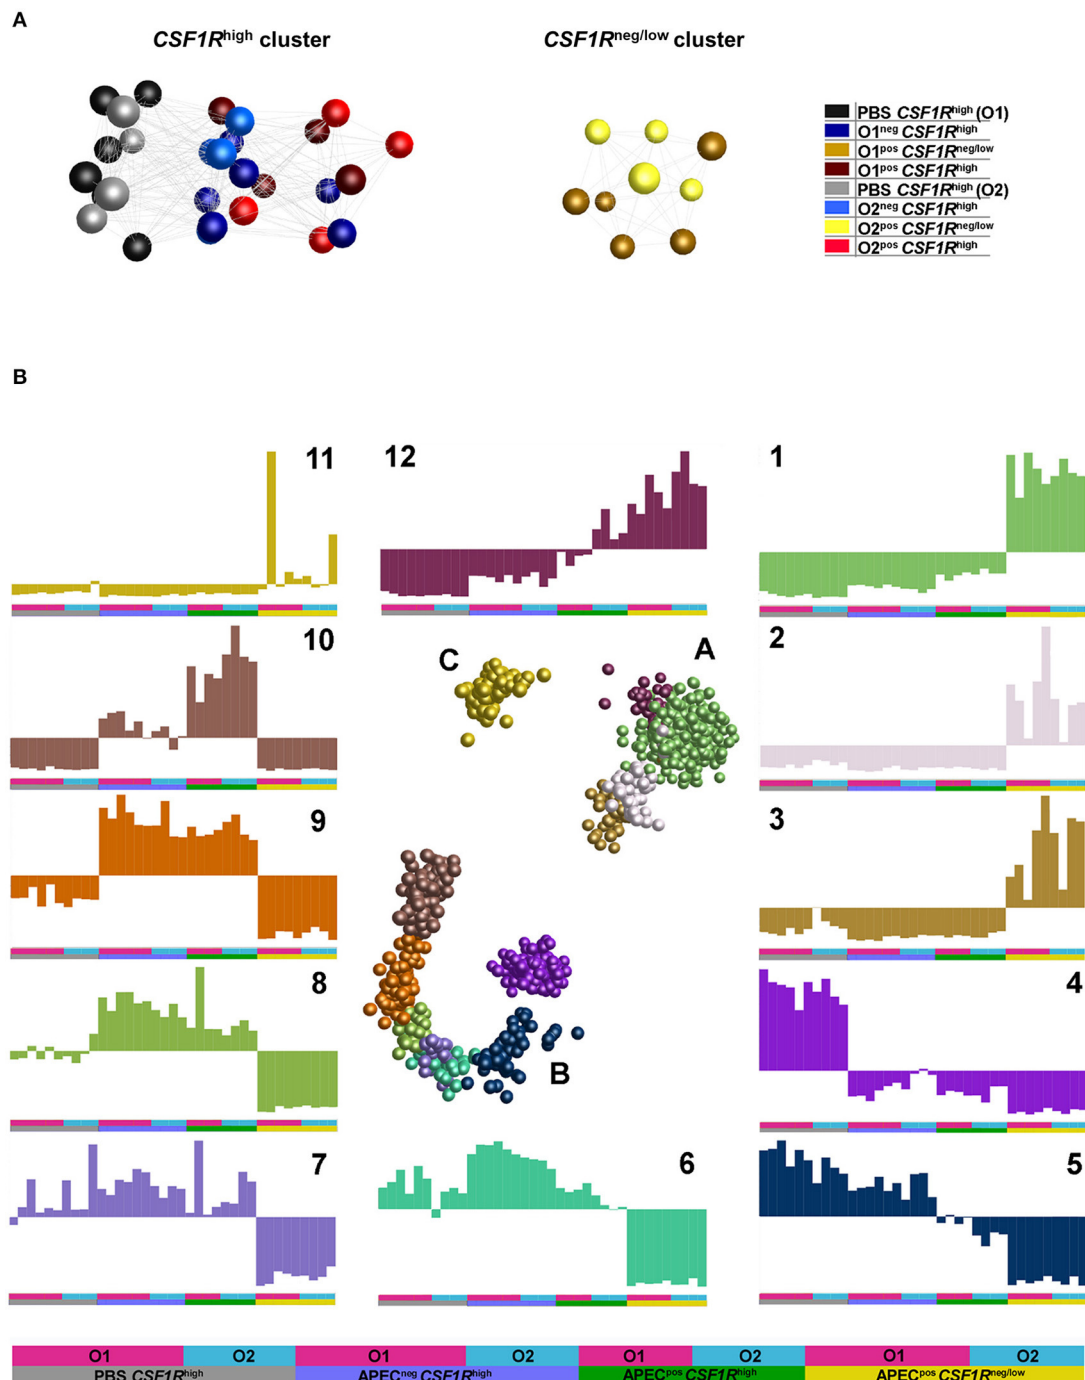 A
CSF1Rhigh cluster
CSF1Rneg/low cluster
PBS CSF1Rhigh (O1)
O1neg CSF1Rhigh
O1pos CSF1Rneg/low
O1pos CSF1Rhigh
PBS CSF1Rhigh (O2)
O2neg CSF1Rhigh
O2pos CSF1Rneg/low
O2pos CSF1Rhigh
B
11
12
1
10
C
A
2
9
3
8
B
4
7
6
5
O1 O2 O1 O2 O1 O2 O1 O2
PBS CSF1Rhigh APECneg CSF1Rhigh APECpos CSF1Rhigh APECpos CSF1Rneg/low